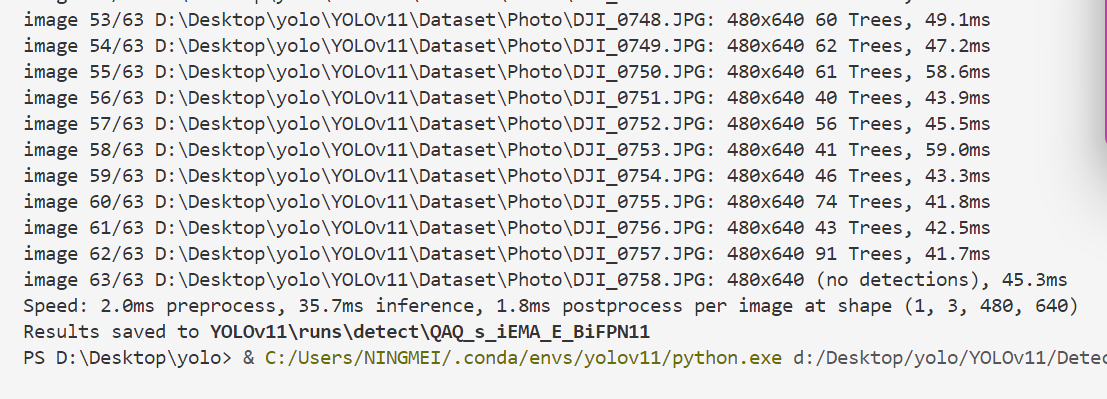 image 53/63 D:\Desktop\yolo\YOLOv11\Dataset\Photo\DJI_0748.JPG: 480x640 60 Trees, 49.1ms
image 54/63 D:\Desktop\yolo\YOLOv11\Dataset\Photo\DJI_0749.JPG: 480x640 62 Trees, 47.2ms
image 55/63 D:\Desktop\yolo\YOLOv11\Dataset\Photo\DJI_0750.JPG: 480x640 61 Trees, 58.6ms
image 56/63 D:\Desktop\yolo\YOLOv11\Dataset\Photo\DJI_0751.JPG: 480x640 40 Trees, 43.9ms
image 57/63 D:\Desktop\yolo\YOLOv11\Dataset\Photo\DJI_0752.JPG: 480x640 56 Trees, 45.5ms
image 58/63 D:\Desktop\yolo\YOLOv11\Dataset\Photo\DJI_0753.JPG: 480x640 41 Trees, 59.0ms
image 59/63 D:\Desktop\yolo\YOLOv11\Dataset\Photo\DJI_0754.JPG: 480x640 46 Trees, 43.3ms
image 60/63 D:\Desktop\yolo\YOLOv11\Dataset\Photo\DJI_0755.JPG: 480x640 74 Trees, 41.8ms
image 61/63 D:\Desktop\yolo\YOLOv11\Dataset\Photo\DJI_0756.JPG: 480x640 43 Trees, 42.5ms
image 62/63 D:\Desktop\yolo\YOLOv11\Dataset\Photo\DJI_0757.JPG: 480x640 91 Trees, 41.7ms
image 63/63 D:\Desktop\yolo\YOLOv11\Dataset\Photo\DJI_0758.JPG: 480x640 (no detections), 45.3ms
Speed: 2.0ms preprocess, 35.7ms inference, 1.8ms postprocess per image at shape (1, 3, 480, 640)
Results saved to YOLOv11\runs\detect\QAQ_s_iEMA_E_BiFPN11
PS D:\Desktop\yolo> & C:/Users/NINGMEI/.conda/envs/yolov11/python.exe d:/Desktop/yolo/YOLOv11/Detec